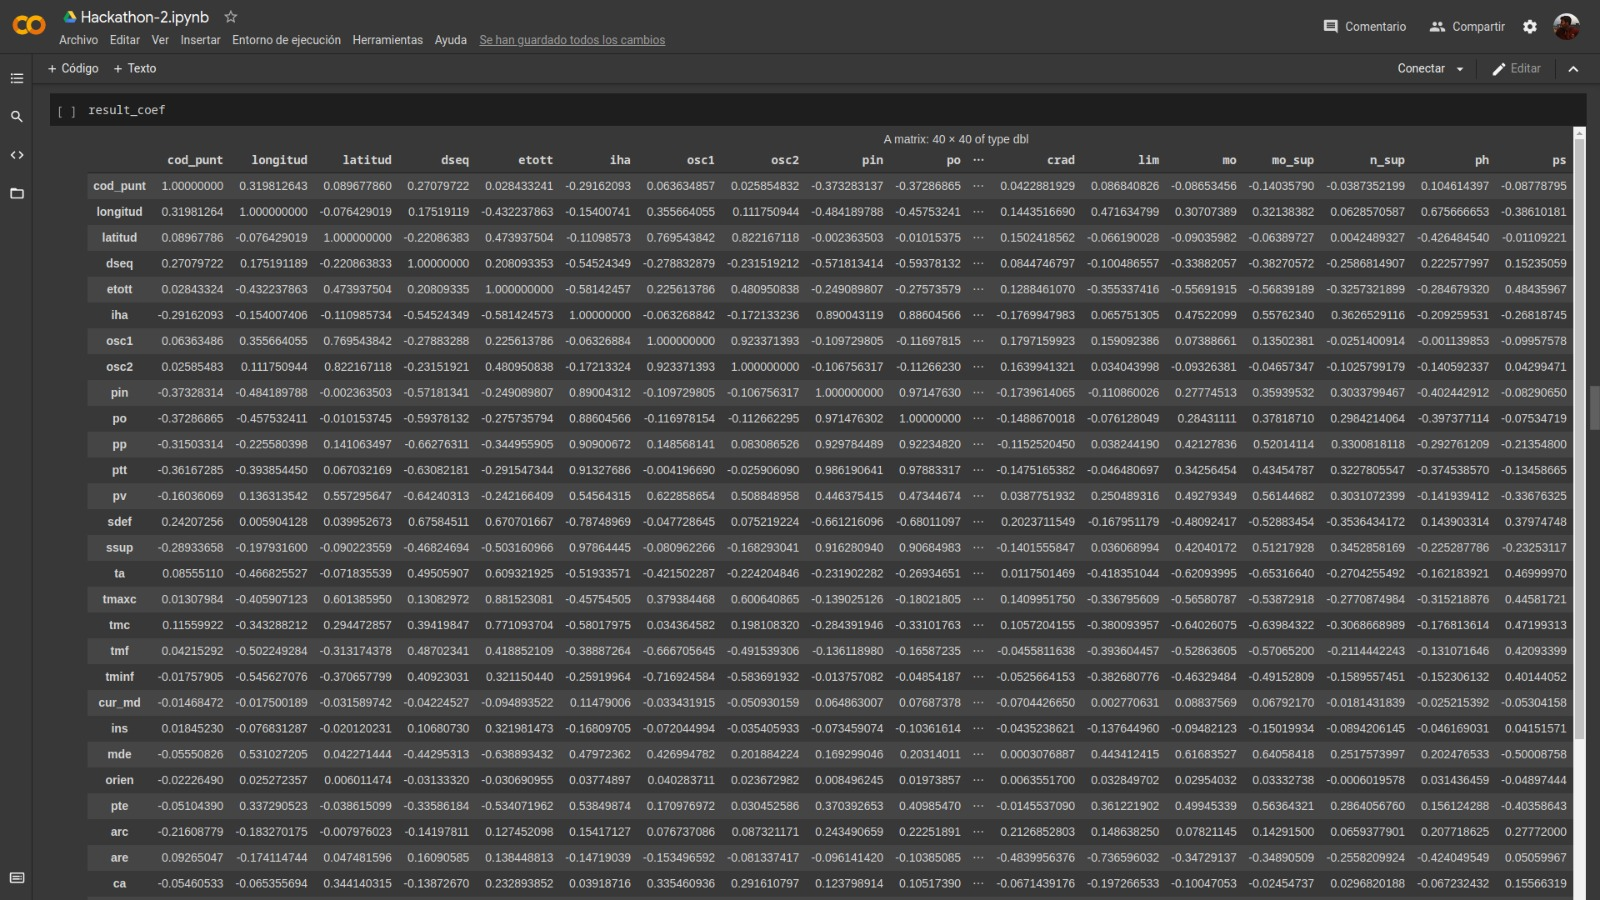 Hackathon-2.ipynb
Archivo Editar Ver Insertar Entorno de ejecución Herramientas Ayuda Se han guardado todos los cambios
Comentario Compartir
+ Código + Texto
Conectar Editar
[ ] result_coef
A matrix: 40 × 40 of type dbl
cod_punt longitud latitud dseq etott iha osc1 osc2 pin po ⋯ crad lim mo mo_sup n_sup ph ps
cod_punt 1.00000000 0.319812643 0.089677860 0.27079722 0.028433241 -0.29162093 0.063634857 0.025854832 -0.373283137 -0.37286865 ⋯ 0.0422881929 0.086840826 -0.08653456 -0.14035790 -0.0387352199 0.104614397 -0.08778795
longitud 0.31981264 1.000000000 -0.076429019 0.17519119 -0.432237863 -0.15400741 0.355664055 0.111750944 -0.484189788 -0.45753241 ⋯ 0.1443516690 0.471634799 0.30707389 0.32138382 0.0628570587 0.675666653 -0.38610181
latitud 0.08967786 -0.076429019 1.000000000 -0.22086383 0.473937504 -0.11098573 0.769543842 0.822167118 -0.002363503 -0.01015375 ⋯ 0.1502418562 -0.066190028 -0.09035982 -0.06389727 0.0042489327 -0.426484540 -0.01109221
dseq 0.27079722 0.175191189 -0.220863833 1.00000000 0.208093353 -0.54524349 -0.278832879 -0.231519212 -0.571813414 -0.59378132 ⋯ 0.0844746797 -0.100486557 -0.33882057 -0.38270572 -0.2586814907 0.222577997 0.15235059
etott 0.02843324 -0.432237863 0.473937504 0.20809335 1.000000000 -0.58142457 0.225613786 0.480950838 -0.249089807 -0.27573579 ⋯ 0.1288461070 -0.355337416 -0.55691915 -0.56839189 -0.3257321899 -0.284679320 0.48435967
iha -0.29162093 -0.154007406 -0.110985734 -0.54524349 -0.581424573 1.00000000 -0.063268842 -0.172133236 0.890043119 0.88604566 ⋯ -0.1769947983 0.065751305 0.47522099 0.55762340 0.3626529116 -0.209259531 -0.26818745
osc1 0.06363486 0.355664055 0.769543842 -0.27883288 0.225613786 -0.06326884 1.000000000 0.923371393 -0.109729805 -0.11697815 ⋯ 0.1797159923 0.159092386 0.07388661 0.13502381 -0.0251400914 -0.001139853 -0.09957578
osc2 0.02585483 0.111750944 0.822167118 -0.23151921 0.480950838 -0.17213324 0.923371393 1.000000000 -0.106756317 -0.11266230 ⋯ 0.1639941321 0.034043998 -0.09326381 -0.04657347 -0.1025799179 -0.140592337 0.04299471
pin -0.37328314 -0.484189788 -0.002363503 -0.57181341 -0.249089807 0.89004312 -0.109729805 -0.106756317 1.000000000 0.97147630 ⋯ -0.1739614065 -0.110860026 0.27774513 0.35939532 0.3033799467 -0.402442912 -0.08290650
po -0.37286865 -0.457532411 -0.010153745 -0.59378132 -0.275735794 0.88604566 -0.116978154 -0.112662295 0.971476302 1.00000000 ⋯ -0.1488670018 -0.076128049 0.28431111 0.37818710 0.2984214064 -0.397377114 -0.07534719
pp -0.31503314 -0.225580398 0.141063497 -0.66276311 -0.344955905 0.90900672 0.148568141 0.083086526 0.929784489 0.92234820 ⋯ -0.1152520450 0.038244190 0.42127836 0.52014114 0.3300818118 -0.292761209 -0.21354800
ptt -0.36167285 -0.393854450 0.067032169 -0.63082181 -0.291547344 0.91327686 -0.004196690 -0.025906090 0.986190641 0.97883317 ⋯ -0.1475165382 -0.046480697 0.34256454 0.43454787 0.3227805547 -0.374538570 -0.13458665
pv -0.16036069 0.136313542 0.557295647 -0.64240313 -0.242166409 0.54564315 0.622858654 0.508848958 0.446375415 0.47344674 ⋯ 0.0387751932 0.250489316 0.49279349 0.56144682 0.3031072399 -0.141939412 -0.33676325
sdef 0.24207256 0.005904128 0.039952673 0.67584511 0.670701667 -0.78748969 -0.047728645 0.075219224 -0.661216096 -0.68011097 ⋯ 0.2023711549 -0.167951179 -0.48092417 -0.52883454 -0.3536434172 0.143903314 0.37974748
ssup -0.28933658 -0.197931600 -0.090223559 -0.46824694 -0.503160966 0.97864445 -0.080962266 -0.168293041 0.916280940 0.90684983 ⋯ -0.1401555847 0.036068994 0.42040172 0.51217928 0.3452858169 -0.225287786 -0.23253117
ta 0.08555110 -0.466825527 -0.071835539 0.49505907 0.609321925 -0.51933571 -0.421502287 -0.224204846 -0.231902282 -0.26934651 ⋯ 0.0117501469 -0.418351044 -0.62093995 -0.65316640 -0.2704255492 -0.162183921 0.46999970
tmaxc 0.01307984 -0.405907123 0.601385950 0.13082972 0.881523081 -0.45754505 0.379384468 0.600640865 -0.139025126 -0.18021805 ⋯ 0.1409951750 -0.336795609 -0.56580787 -0.53872918 -0.2770874984 -0.315218876 0.44581721
tmc 0.11559922 -0.343288212 0.294472857 0.39419847 0.771093704 -0.58017975 0.034364582 0.198108320 -0.284391946 -0.33101763 ⋯ 0.1057204155 -0.380093957 -0.64026075 -0.63984322 -0.3068668989 -0.176813614 0.47199313
tmf 0.04215292 -0.502249284 -0.313174378 0.48702341 0.418852109 -0.38887264 -0.666705645 -0.491539306 -0.136118980 -0.16587235 ⋯ -0.0455811638 -0.393604457 -0.52863605 -0.57065200 -0.2114442243 -0.131071646 0.42093399
tminf -0.01757905 -0.545627076 -0.370657799 0.40923031 0.321150440 -0.25919964 -0.716924584 -0.583691932 -0.013757082 -0.04854187 ⋯ -0.0525664153 -0.382680776 -0.46329484 -0.49152809 -0.1589557451 -0.152306132 0.40144052
cur_md -0.01468472 -0.017500189 -0.031589742 -0.04224527 -0.094893522 0.11479006 -0.033431915 -0.050930159 0.064863007 0.07687378 ⋯ -0.0704426650 0.002770631 0.08837569 0.06792170 -0.0181431839 -0.025215392 -0.05304158
ins 0.01845230 -0.076831287 -0.020120231 0.10680730 0.321981473 -0.16809705 -0.072044994 -0.035405933 -0.073459074 -0.10361614 ⋯ -0.0435238621 -0.137644960 -0.09482123 -0.15019934 -0.0894206145 -0.046169031 0.04151571
mde -0.05550826 0.531027205 0.042271444 -0.44295313 -0.638893432 0.47972362 0.426994782 0.201884224 0.169299046 0.20314011 ⋯ 0.0003076887 0.443412415 0.61683527 0.64058418 0.2517573997 0.202476533 -0.50008758
orien -0.02226490 0.025272357 0.006011474 -0.03133320 -0.030690955 0.03774897 0.040283711 0.023672982 0.008496245 0.01973857 ⋯ 0.0063551700 0.032849702 0.02954032 0.03332738 -0.0006019578 0.031436459 -0.04897444
pte -0.05104390 0.337290523 -0.038615099 -0.33586184 -0.534071962 0.53849874 0.170976972 0.030452586 0.370392653 0.40985470 ⋯ -0.0145537090 0.361221902 0.49945339 0.56364321 0.2864056760 0.156124288 -0.40358643
arc -0.21608779 -0.183270175 -0.007976023 -0.14197811 0.127452098 0.15417127 0.076737086 0.087321171 0.243490659 0.22251891 ⋯ 0.2126852803 0.148638250 0.07821145 0.14291500 0.0659377901 0.207718625 0.27772000
are 0.09265047 -0.174114744 0.047481596 0.16090585 0.138448813 -0.14719039 -0.153496592 -0.081337417 -0.096141420 -0.10385085 ⋯ -0.4839956376 -0.736596032 -0.34729137 -0.34890509 -0.2558209924 -0.424049549 0.05059967
ca -0.05460533 -0.065355694 0.344140315 -0.13872670 0.232893852 0.03918716 0.335460936 0.291610797 0.123798914 0.10517390 ⋯ -0.0671439176 -0.197266533 -0.10047053 -0.02454737 0.0296820188 -0.067232432 0.15566319